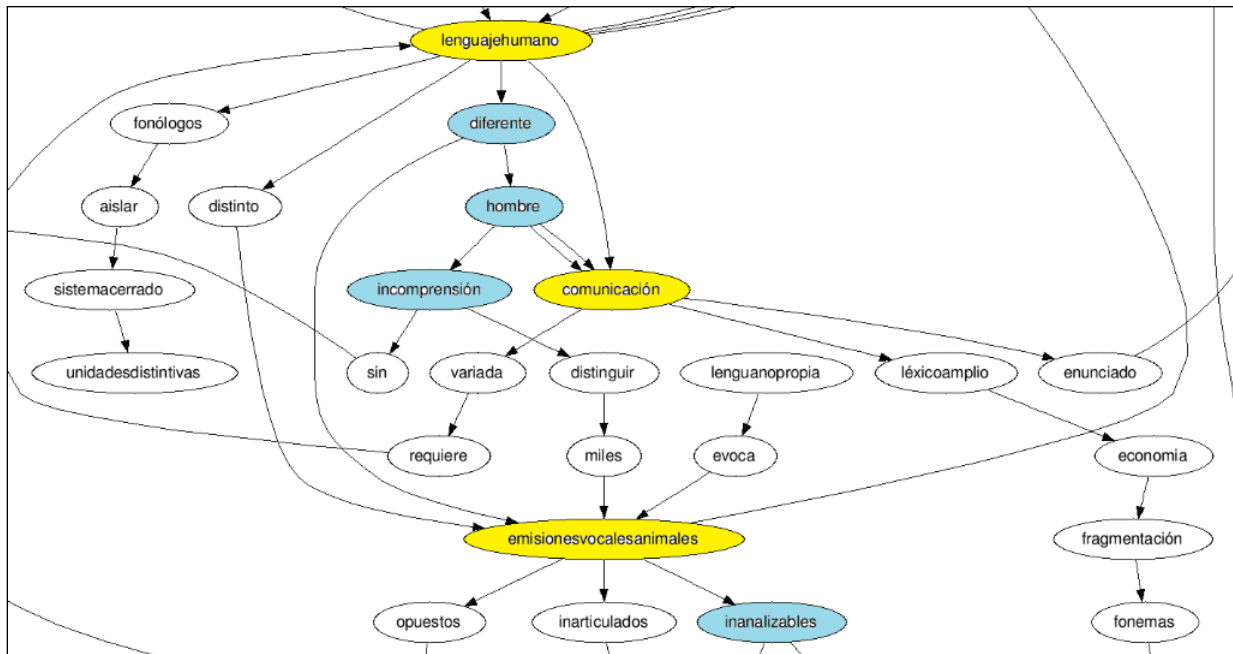 lenguajehumano
fonólogos
diferente
aislar
distinto
hombre
sistemacerrado
incomprensión
comunicación
unidadesdistintivas
sin
variada
distinguir
lenguanopropia
léxicoamplio
enunciado
requiere
miles
evoca
economia
emisionesvocalesanimales
fragmentación
opuestos
inarticulados
inanalizables
fonemas